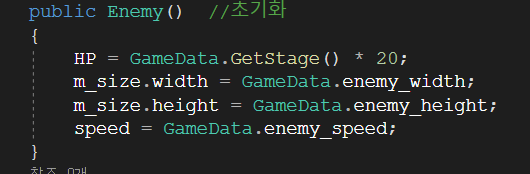 public Enemy()  //초기화
{
    HP = GameData.GetStage() * 20;
    m_size.width = GameData.enemy_width;
    m_size.height = GameData.enemy_height;
    speed = GameData.enemy_speed;
}